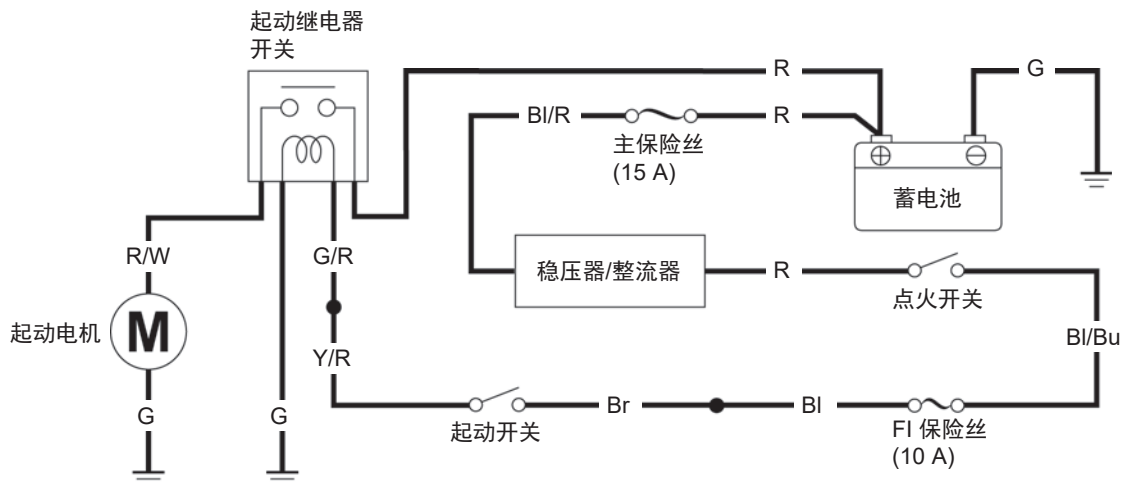 起动继电器
开关
R
G
Bl/R
R
主保险丝
(15 A)
蓄电池
R/W
G/R
稳压器/整流器
R
点火开关
起动电机
M
Bl/Bu
Y/R
G
G
起动开关
Br
Bl
FI 保险丝
(10 A)